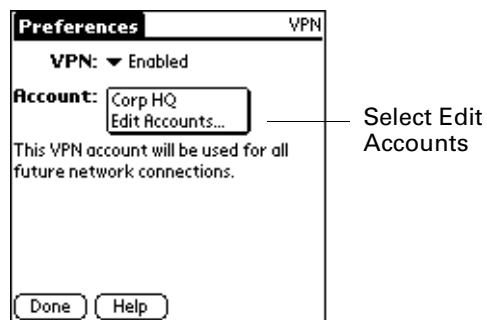 Preferences VPN
VPN: Enabled
Account: Corp HQ
Edit Accounts...
Select Edit
Accounts
This VPN account will be used for all
future network connections.
Done Help